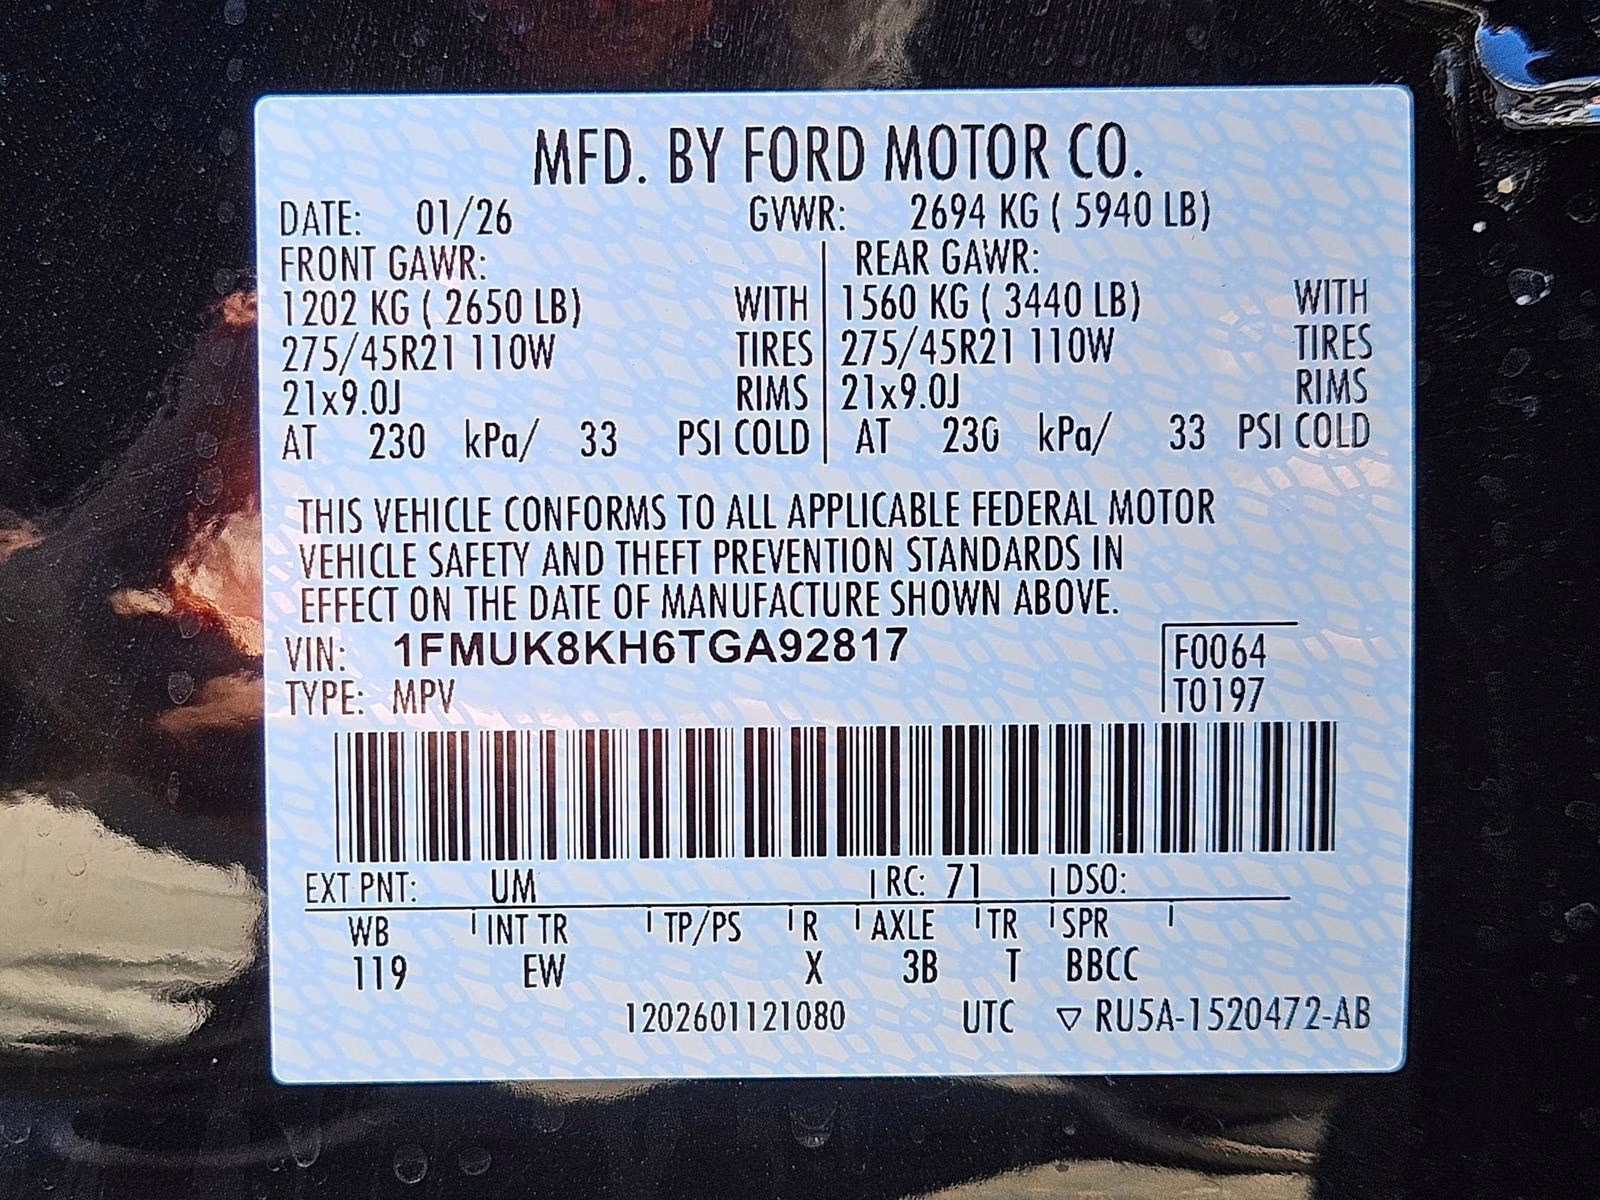 MFD. BY FORD MOTOR CO.
DATE: 01/26 GVWR: 2694 KG ( 5940 LB)
FRONT GAWR: REAR GAWR:
1202 KG ( 2650 LB) WITH 1560 KG ( 3440 LB) WITH
275/45R21 110W TIRES 275/45R21 110W TIRES
21x9.0J RIMS 21x9.0J RIMS
AT 230 kPa/ 33 PSI COLD AT 230 kPa/ 33 PSI COLD
THIS VEHICLE CONFORMS TO ALL APPLICABLE FEDERAL MOTOR
VEHICLE SAFETY AND THEFT PREVENTION STANDARDS IN
EFFECT ON THE DATE OF MANUFACTURE SHOWN ABOVE.
VIN: 1FMUK8KH6TGA92817 F0064
TYPE: MPV T0197
EXT PNT: UM RC: 71 DSO:
WB INT TR TP/PS R AXLE TR SPR
119 EW X 3B T BBCC
1202601121080 UTC ▽ RU5A-1520472-AB